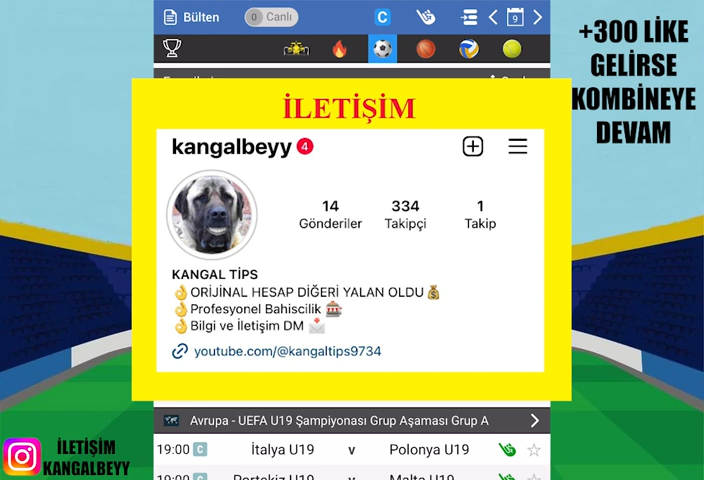 Bülten
0 Canlı
C
9
+300 LİKE
GELİRSE
KOMBİNEYE
DEVAM
İLETİŞİM
kangalbeyy 4
14
Gönderiler
334
Takipçi
1
Takip
KANGAL TİPS
ORİJINAL HESAP DİĞERİ YALAN OLDU
Profesyonel Bahiscilik
Bilgi ve İletişim DM
youtube.com/@kangaltips9734
Avrupa - UEFA U19 Şampiyonası Grup Aşaması Grup A
19:00 C İtalya U19 v Polonya U19
19:00 C Portekiz U19 v Malta U19
İLETİŞİM
KANGALBEYY